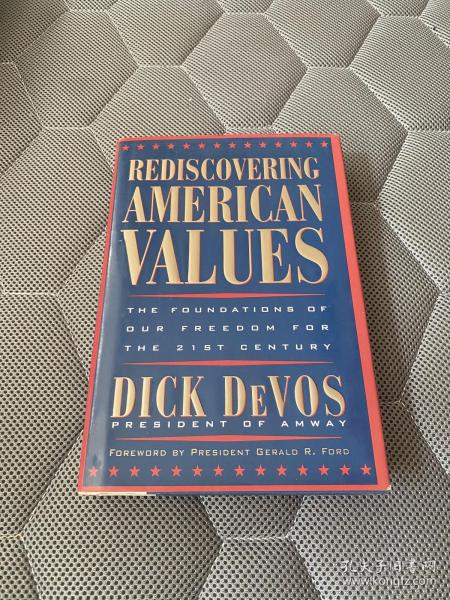 REDISCOVERING
AMERICAN
VALUES
THE FOUNDATIONS OF
OUR FREEDOM FOR
THE 21ST CENTURY
DICK DEVOS
PRESIDENT OF AMWAY
FOREWORD BY PRESIDENT GERALD R. FORD
孔夫子旧书网
www.kongfz.com